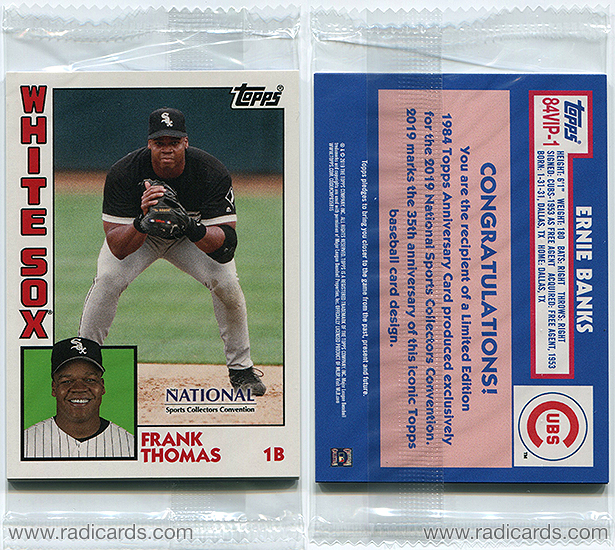 WHITE SOX
Topps
NATIONAL
Sports Collectors Convention
FRANK
THOMAS
1B
www.radicards.com
Topps
84VIP-1
ERNIE BANKS
HEIGHT: 6'1" WEIGHT: 180 BATS: RIGHT THROWS: RIGHT
SIGNED: CUBS-1953 AS FREE AGENT ACQUIRED: FREE AGENT, 1953
BORN: 1-31-31, DALLAS, TX HOME: DALLAS, TX
CUBS
CONGRATULATIONS!
You are the recipient of a Limited Edition
1984 Topps Anniversary Card produced exclusively
for the 2019 National Sports Collectors Convention.
2019 marks the 35th anniversary of this iconic Topps
baseball card design.
Topps pledges to bring you closer to the game from the past, present and future.
www.radicards.com